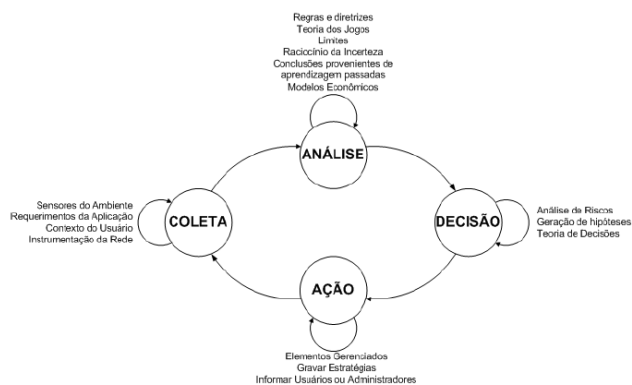 Regras e diretrizes
Teoria dos Jogos
Limites
Raciccínio da Incerteza
Conclusões provenientes de
aprendizagem passadas
Modelos Econômicos
ANÁLISE
Sensores do Ambiente
Requerimentos da Aplicação
Contexto do Usuário
Instrumentação da Rede
COLETA
DECISÃO
Análise de Riscos
Geração de hipóteses
Teoria de Decisões
AÇÃO
Elementos Gerenciados
Gravar Estratégias
Informar Usuários ou Administradores